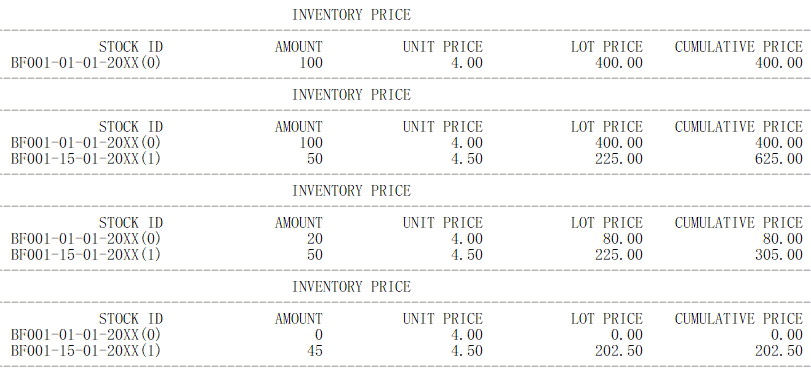 INVENTORY PRICE
STOCK ID AMOUNT UNIT PRICE LOT PRICE CUMULATIVE PRICE
BF001-01-01-20XX(0) 100 4.00 400.00 400.00
INVENTORY PRICE
STOCK ID AMOUNT UNIT PRICE LOT PRICE CUMULATIVE PRICE
BF001-01-01-20XX(0) 100 4.00 400.00 400.00
BF001-15-01-20XX(1) 50 4.50 225.00 625.00
INVENTORY PRICE
STOCK ID AMOUNT UNIT PRICE LOT PRICE CUMULATIVE PRICE
BF001-01-01-20XX(0) 20 4.00 80.00 80.00
BF001-15-01-20XX(1) 50 4.50 225.00 305.00
INVENTORY PRICE
STOCK ID AMOUNT UNIT PRICE LOT PRICE CUMULATIVE PRICE
BF001-01-01-20XX(0) 0 4.00 0.00 0.00
BF001-15-01-20XX(1) 45 4.50 202.50 202.50